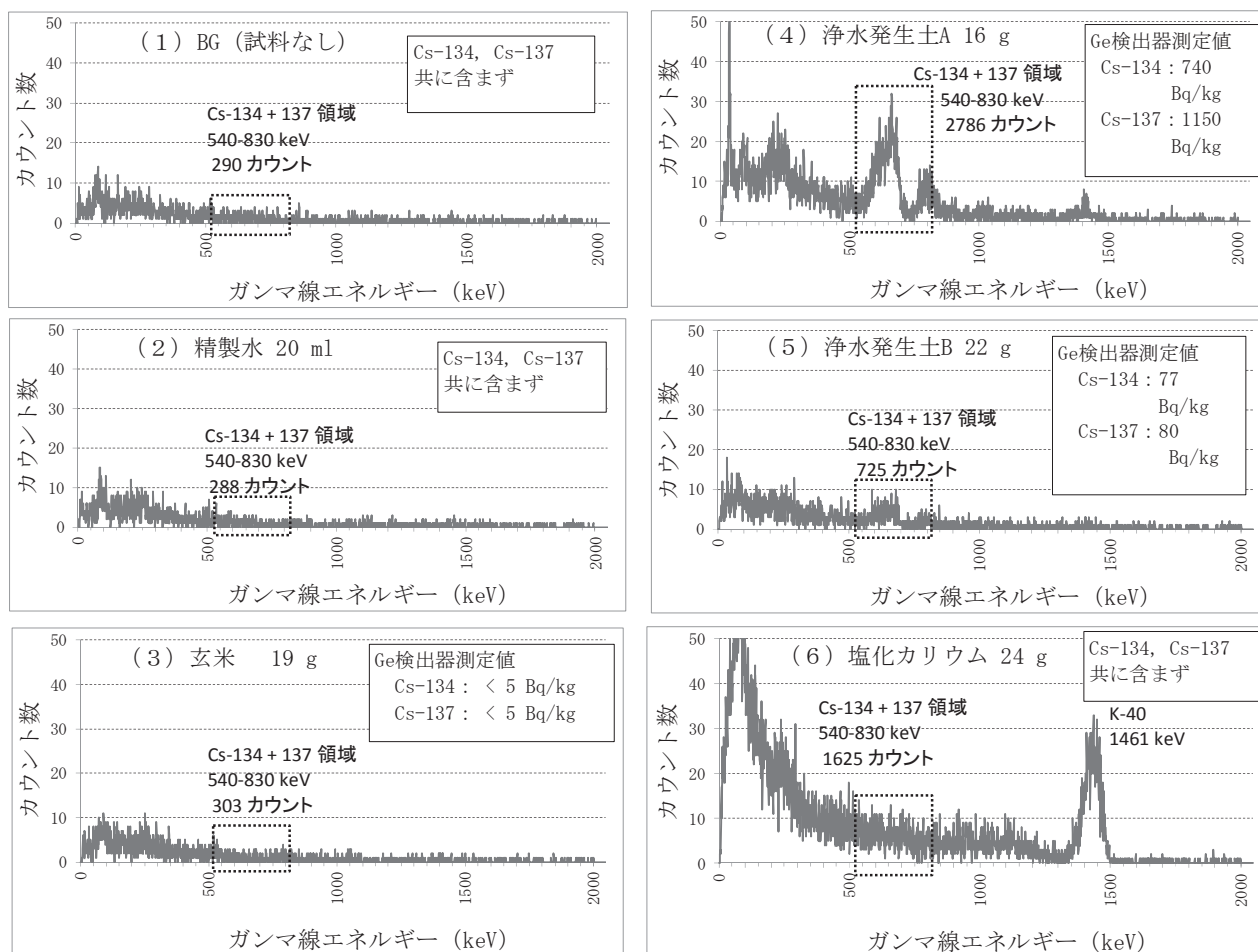 （１）BG (試料なし)
Cs-134, Cs-137
共に含まず
Cs-134 + 137 領域
540-830 keV
290 カウント
カウント数
50
40
30
20
10
0
0
500
1000
1500
2000
ガンマ線エネルギー (keV)
（２）精製水 20 ml
Cs-134, Cs-137
共に含まず
Cs-134 + 137 領域
540-830 keV
288 カウント
カウント数
50
40
30
20
10
0
0
500
1000
1500
2000
ガンマ線エネルギー (keV)
（３）玄米 19 g
Ge検出器測定値
Cs-134 : < 5 Bq/kg
Cs-137 : < 5 Bq/kg
Cs-134 + 137 領域
540-830 keV
303 カウント
カウント数
50
40
30
20
10
0
0
500
1000
1500
2000
ガンマ線エネルギー (keV)
（４）浄水発生土A 16 g
Ge検出器測定値
Cs-134：740
Bq/kg
Cs-137：1150
Bq/kg
Cs-134 + 137 領域
540-830 keV
2786 カウント
カウント数
50
40
30
20
10
0
0
500
1000
1500
2000
ガンマ線エネルギー (keV)
（５）浄水発生土B 22 g
Ge検出器測定値
Cs-134：77
Bq/kg
Cs-137：80
Bq/kg
Cs-134 + 137 領域
540-830 keV
725 カウント
カウント数
50
40
30
20
10
0
0
500
1000
1500
2000
ガンマ線エネルギー (keV)
（６）塩化カリウム 24 g
Cs-134, Cs-137
共に含まず
Cs-134 + 137 領域
540-830 keV
1625 カウント
K-40
1461 keV
カウント数
50
40
30
20
10
0
0
500
1000
1500
2000
ガンマ線エネルギー (keV)